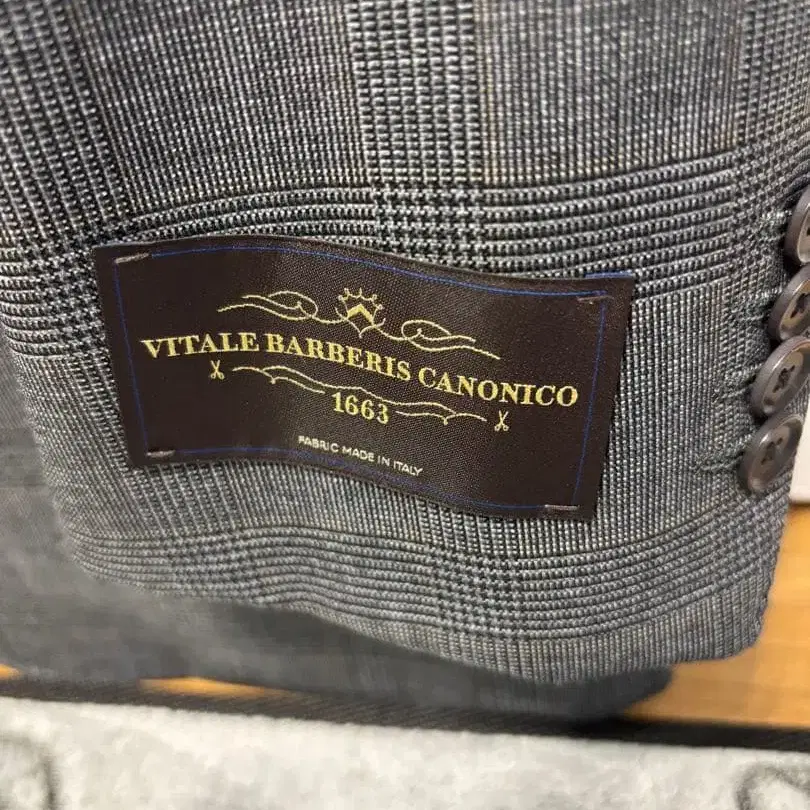 VITALE BARBERIS CANONICO
1663
FABRIC MADE IN ITALY